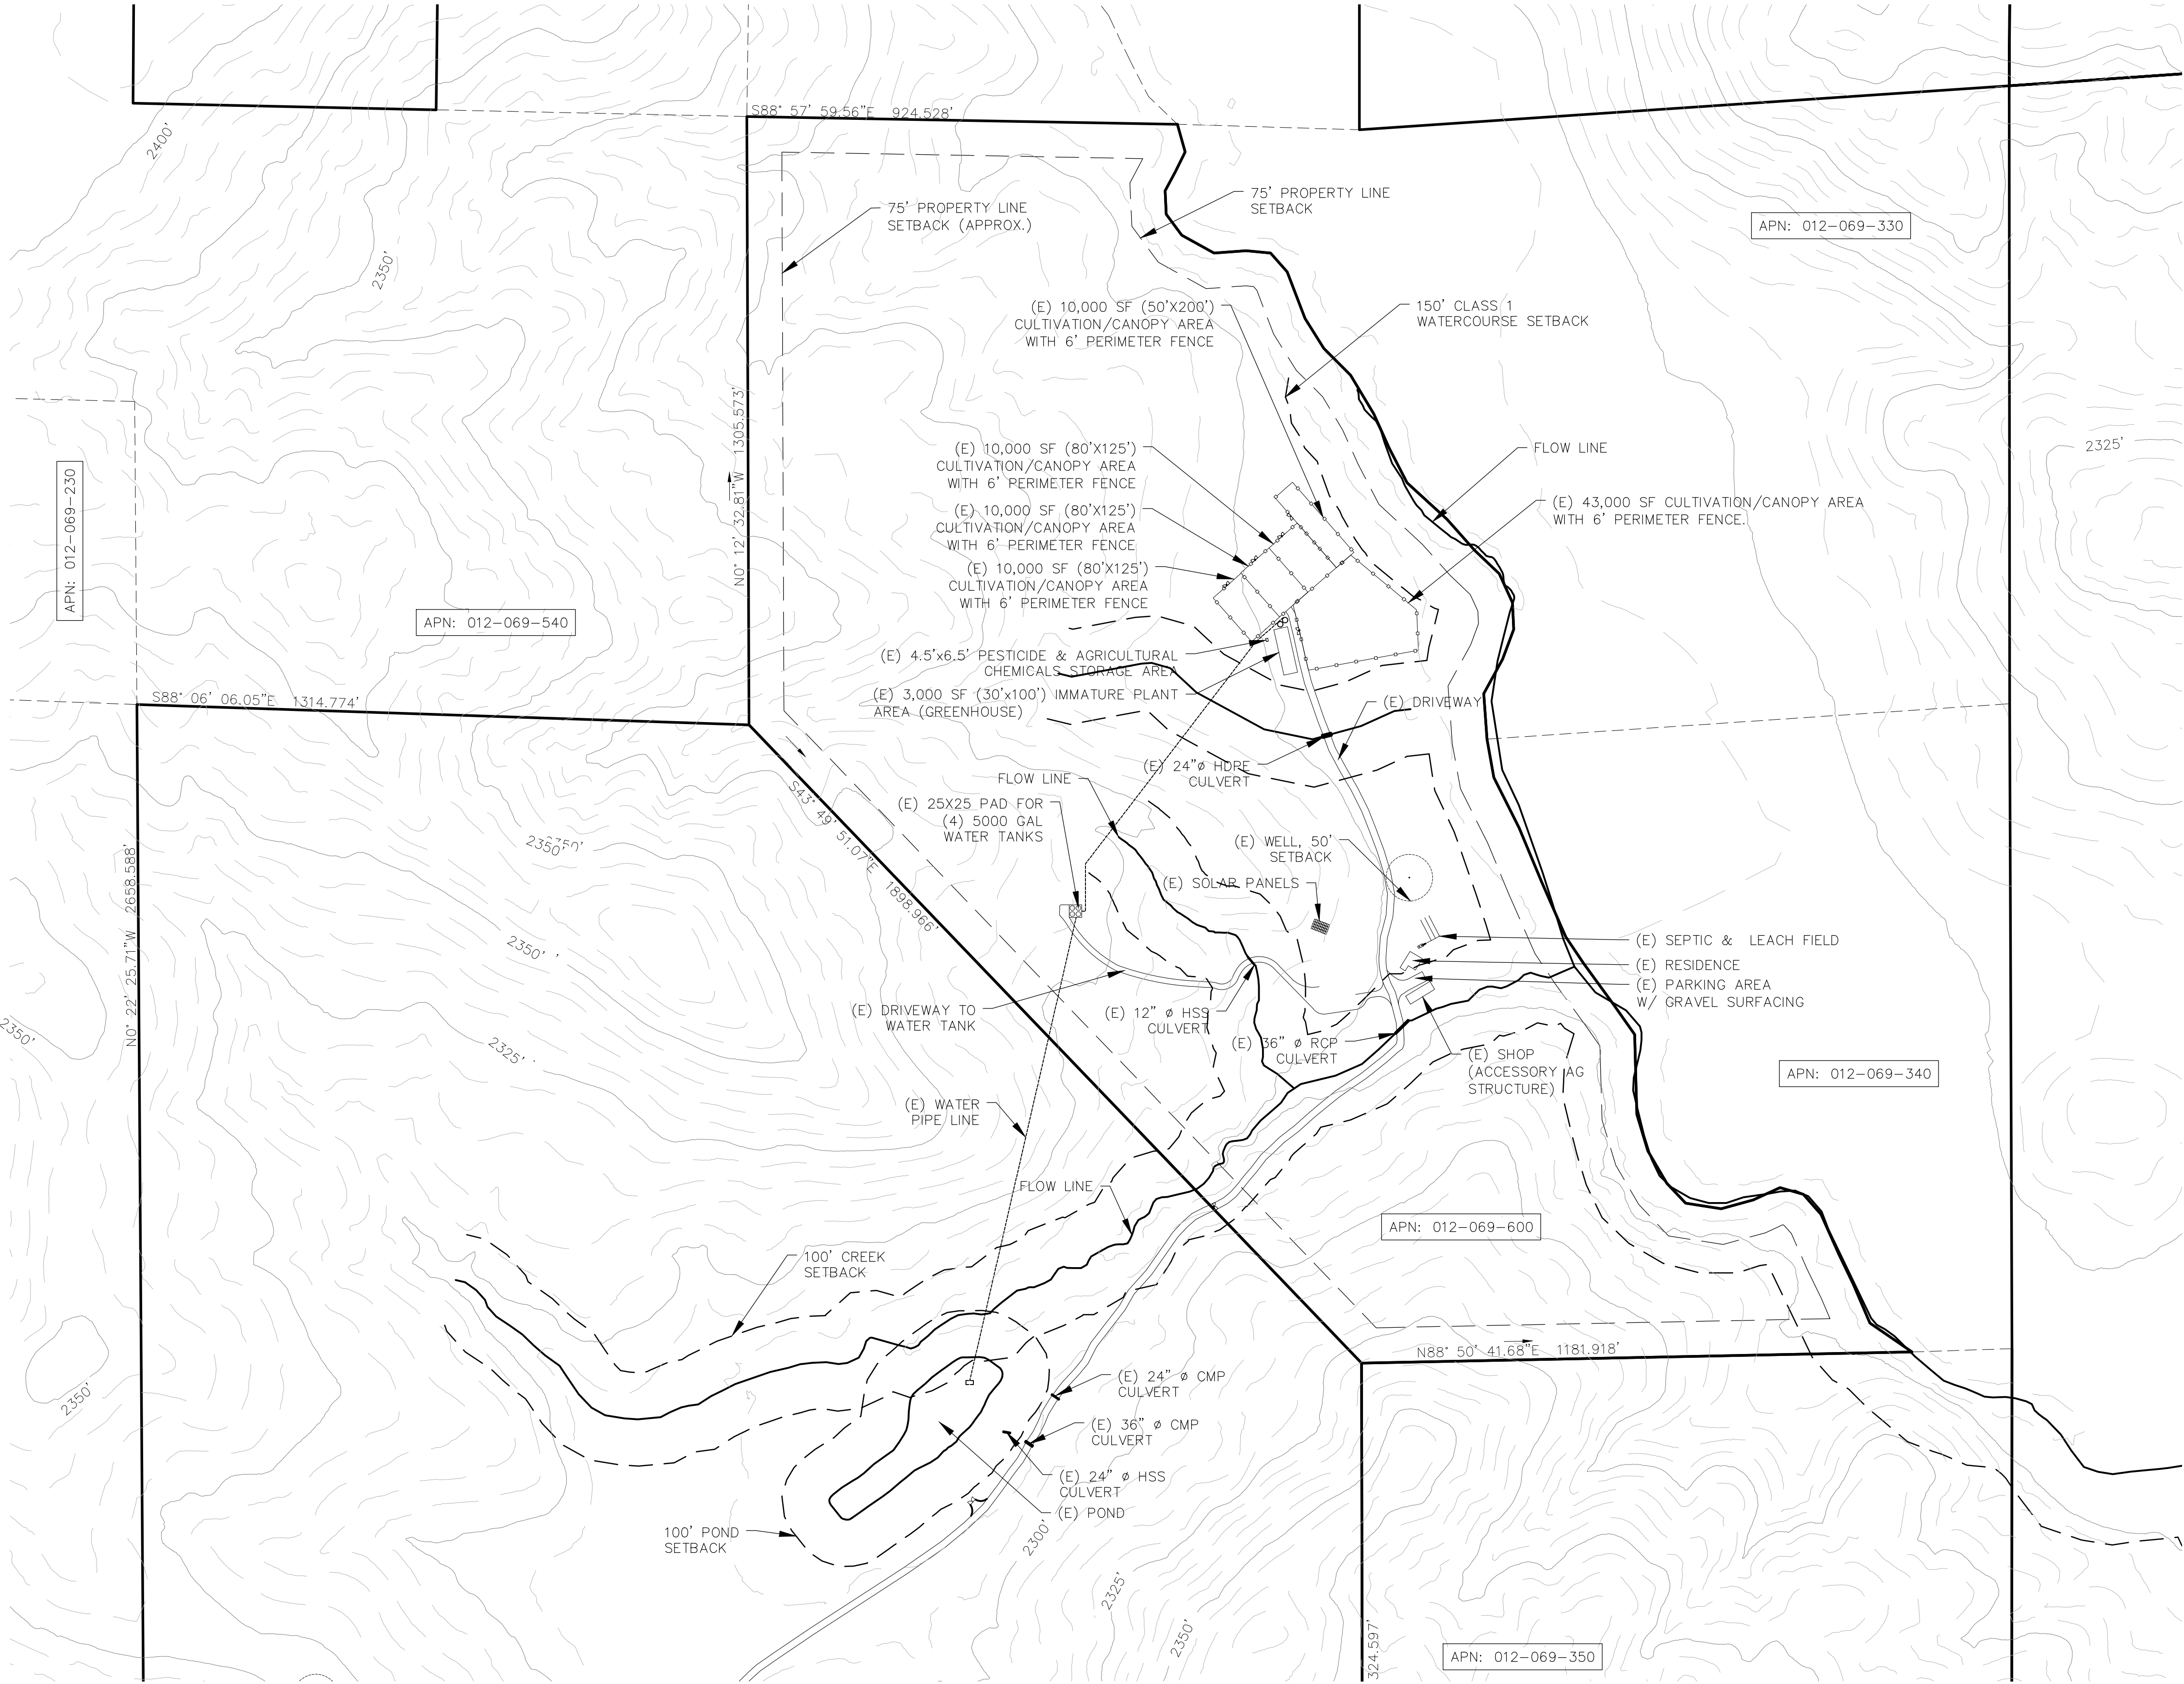 S88° 57' 59.56"E 924.528'
2400'
75' PROPERTY LINE
SETBACK
75' PROPERTY LINE
SETBACK (APPROX.)
APN: 012-069-330
2350'
(E) 10,000 SF (50'X200')
CULTIVATION/CANOPY AREA
WITH 6' PERIMETER FENCE
150' CLASS 1
WATERCOURSE SETBACK
N0° 12' 32.81"W 1305.573'
(E) 10,000 SF (80'X125')
CULTIVATION/CANOPY AREA
WITH 6' PERIMETER FENCE
FLOW LINE
2325'
APN: 012-069-230
(E) 43,000 SF CULTIVATION/CANOPY AREA
WITH 6' PERIMETER FENCE.
(E) 10,000 SF (80'X125')
CULTIVATION/CANOPY AREA
WITH 6' PERIMETER FENCE
(E) 10,000 SF (80'X125')
CULTIVATION/CANOPY AREA
WITH 6' PERIMETER FENCE
APN: 012-069-540
(E) 4.5'x6.5' PESTICIDE & AGRICULTURAL
CHEMICALS STORAGE AREA
(E) 3,000 SF (30'x100') IMMATURE PLANT
AREA (GREENHOUSE)
S88° 06' 06.05"E 1314.774'
(E) DRIVEWAY
(E) 24"ø HDPE
CULVERT
FLOW LINE
(E) 25X25 PAD FOR
(4) 5000 GAL
WATER TANKS
S43° 49' 51.07"E 1898.966'
2350'
(E) WELL, 50'
SETBACK
(E) SOLAR PANELS
N0° 22' 25.71"W 2658.588'
2350'
(E) SEPTIC & LEACH FIELD
(E) RESIDENCE
(E) PARKING AREA
W/ GRAVEL SURFACING
(E) DRIVEWAY TO
WATER TANK
(E) 12" ø HSS
CULVERT
2350'
2325'
(E) 36" ø RCP
CULVERT
(E) SHOP
(ACCESSORY AG
STRUCTURE)
APN: 012-069-340
(E) WATER
PIPE LINE
FLOW LINE
APN: 012-069-600
100' CREEK
SETBACK
N88° 50' 41.68"E 1181.918'
2350'
(E) 24" ø CMP
CULVERT
(E) 36" ø CMP
CULVERT
(E) 24" ø HSS
CULVERT
(E) POND
100' POND
SETBACK
2300'
2325'
2350'
324.597'
APN: 012-069-350